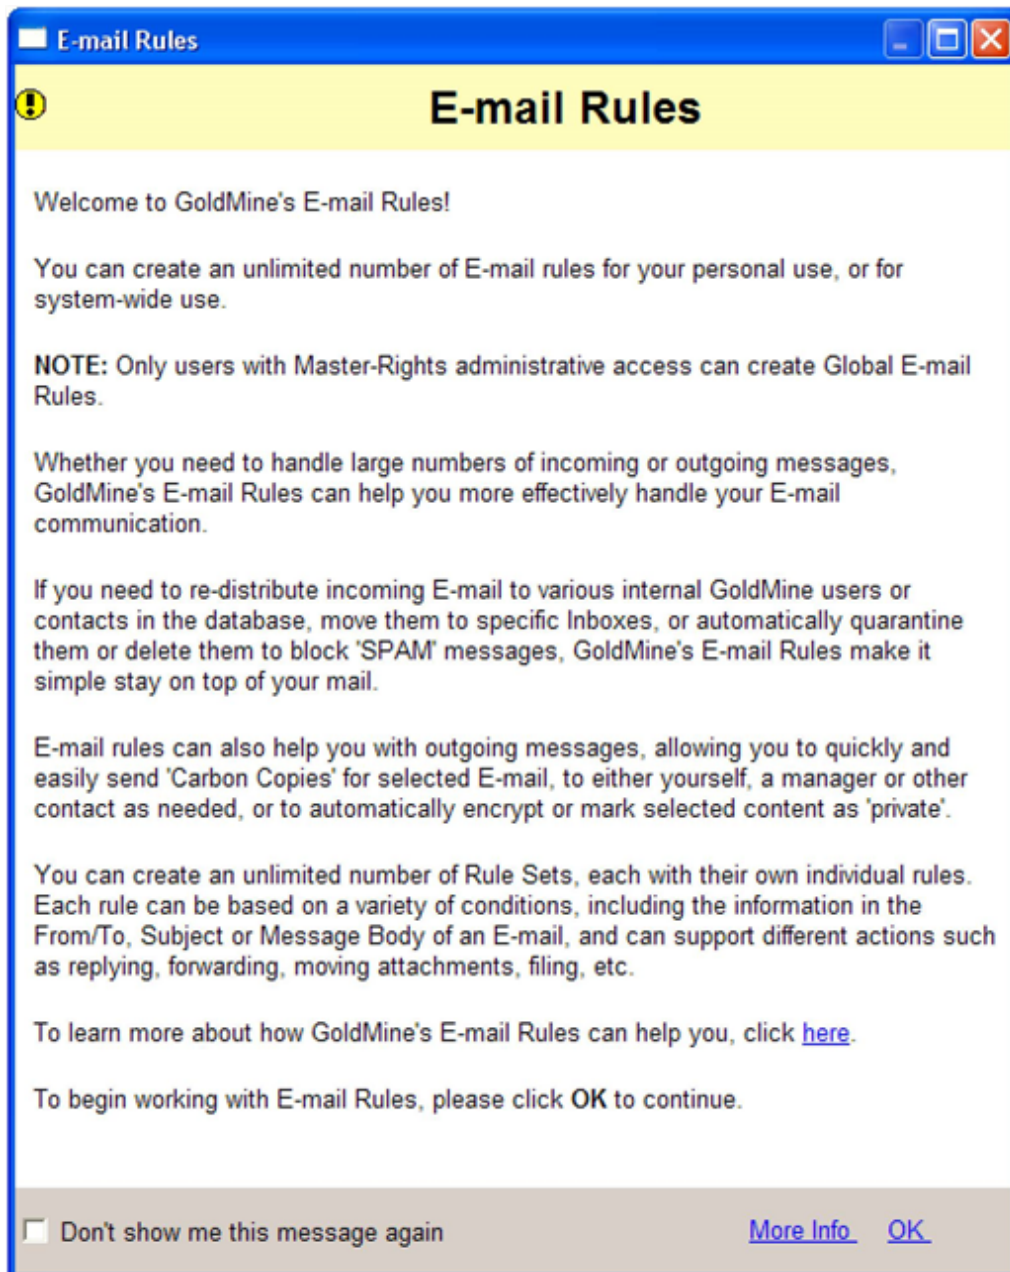 E-mail Rules
E-mail Rules
Welcome to GoldMine's E-mail Rules!
You can create an unlimited number of E-mail rules for your personal use, or for
system-wide use.
NOTE: Only users with Master-Rights administrative access can create Global E-mail
Rules.
Whether you need to handle large numbers of incoming or outgoing messages,
GoldMine's E-mail Rules can help you more effectively handle your E-mail
communication.
If you need to re-distribute incoming E-mail to various internal GoldMine users or
contacts in the database, move them to specific Inboxes, or automatically quarantine
them or delete them to block 'SPAM' messages, GoldMine's E-mail Rules make it
simple stay on top of your mail.
E-mail rules can also help you with outgoing messages, allowing you to quickly and
easily send 'Carbon Copies' for selected E-mail, to either yourself, a manager or other
contact as needed, or to automatically encrypt or mark selected content as 'private'.
You can create an unlimited number of Rule Sets, each with their own individual rules.
Each rule can be based on a variety of conditions, including the information in the
From/To, Subject or Message Body of an E-mail, and can support different actions such
as replying, forwarding, moving attachments, filing, etc.
To learn more about how GoldMine's E-mail Rules can help you, click here.
To begin working with E-mail Rules, please click OK to continue.
Don't show me this message again
More Info OK